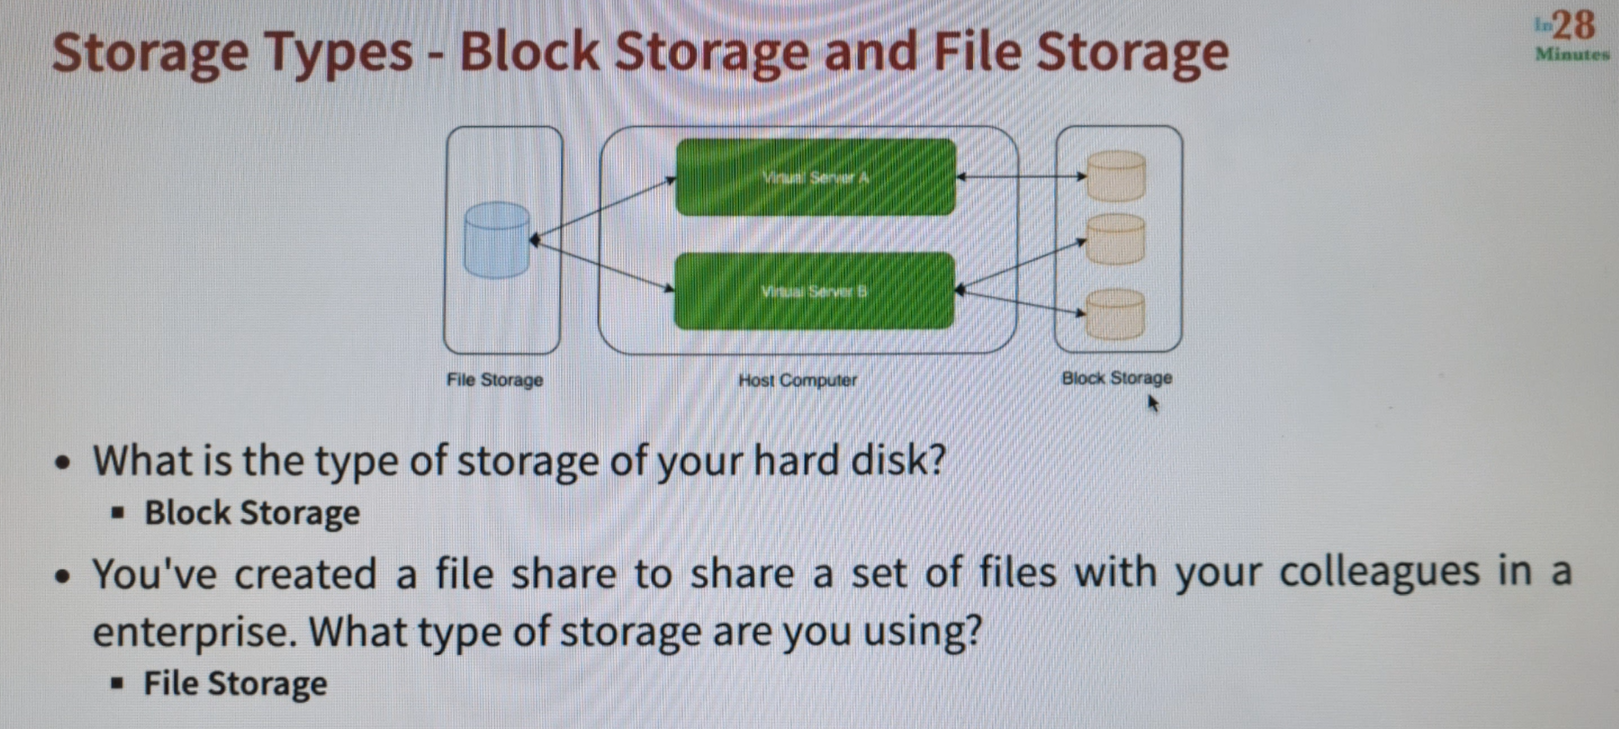 Storage Types - Block Storage and File Storage
In28
Minutes
Virtual Server A
Virtual Server B
File Storage
Host Computer
Block Storage
• What is the type of storage of your hard disk?
▪ Block Storage
• You've created a file share to share a set of files with your colleagues in a
enterprise. What type of storage are you using?
▪ File Storage